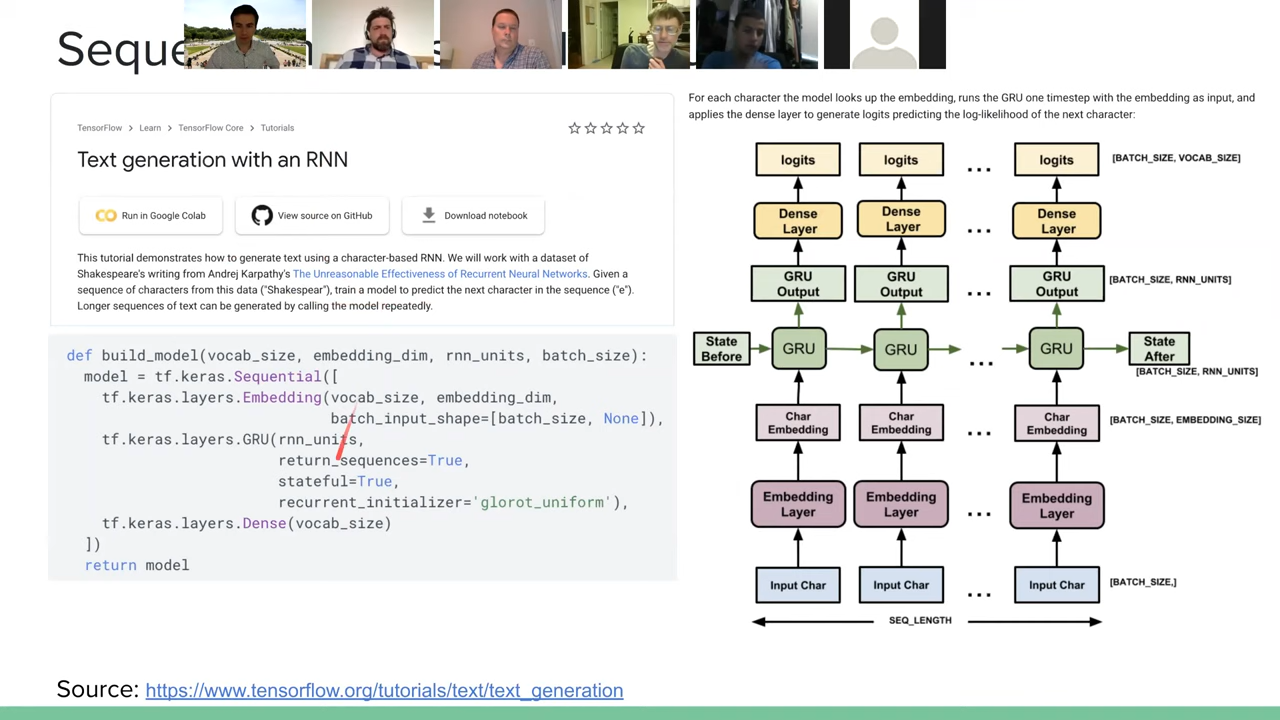 Seque
TensorFlow > Learn > TensorFlow Core > Tutorials
Text generation with an RNN
Run in Google Colab
View source on GitHub
Download notebook
This tutorial demonstrates how to generate text using a character-based RNN. We will work with a dataset of
Shakespeare's writing from Andrej Karpathy's The Unreasonable Effectiveness of Recurrent Neural Networks. Given a
sequence of characters from this data ("Shakespear"), train a model to predict the next character in the sequence ("e").
Longer sequences of text can be generated by calling the model repeatedly.
def build_model(vocab_size, embedding_dim, rnn_units, batch_size):
model = tf.keras.Sequential([
tf.keras.layers.Embedding(vocab_size, embedding_dim,
batch_input_shape=[batch_size, None]),
tf.keras.layers.GRU(rnn_units,
return_sequences=True,
stateful=True,
recurrent_initializer='glorot_uniform'),
tf.keras.layers.Dense(vocab_size)
])
return model
For each character the model looks up the embedding, runs the GRU one timestep with the embedding as input, and
applies the dense layer to generate logits predicting the log-likelihood of the next character:
logits logits ... logits [BATCH_SIZE, VOCAB_SIZE]
Dense Dense Dense
Layer Layer ... Layer
GRU GRU GRU [BATCH_SIZE, RNN_UNITS]
Output Output ... Output
State State
Before GRU GRU ... GRU After
[BATCH_SIZE, RNN_UNITS]
Char Char Char [BATCH_SIZE, EMBEDDING_SIZE]
Embedding Embedding ... Embedding
Embedding Embedding Embedding
Layer Layer ... Layer
Input Char Input Char ... Input Char [BATCH_SIZE,]
SEQ_LENGTH
Source: https://www.tensorflow.org/tutorials/text/text_generation